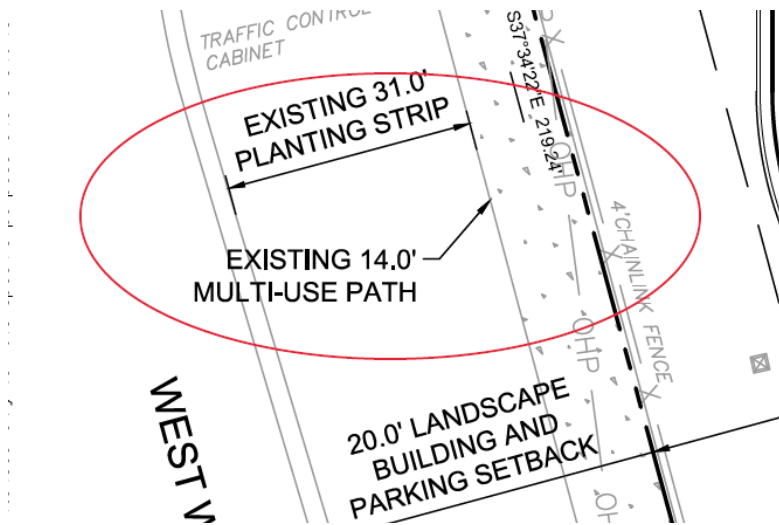 TRAFFIC CONTROL
CABINET
EXISTING 31.0'
PLANTING STRIP
S37°34'22"E 219.24'
OHP
EXISTING 14.0'
MULTI-USE PATH
4'CHAINLINK FENCE
OHP
WEST
20.0' LANDSCAPE
BUILDING AND
PARKING SETBACK
OHP